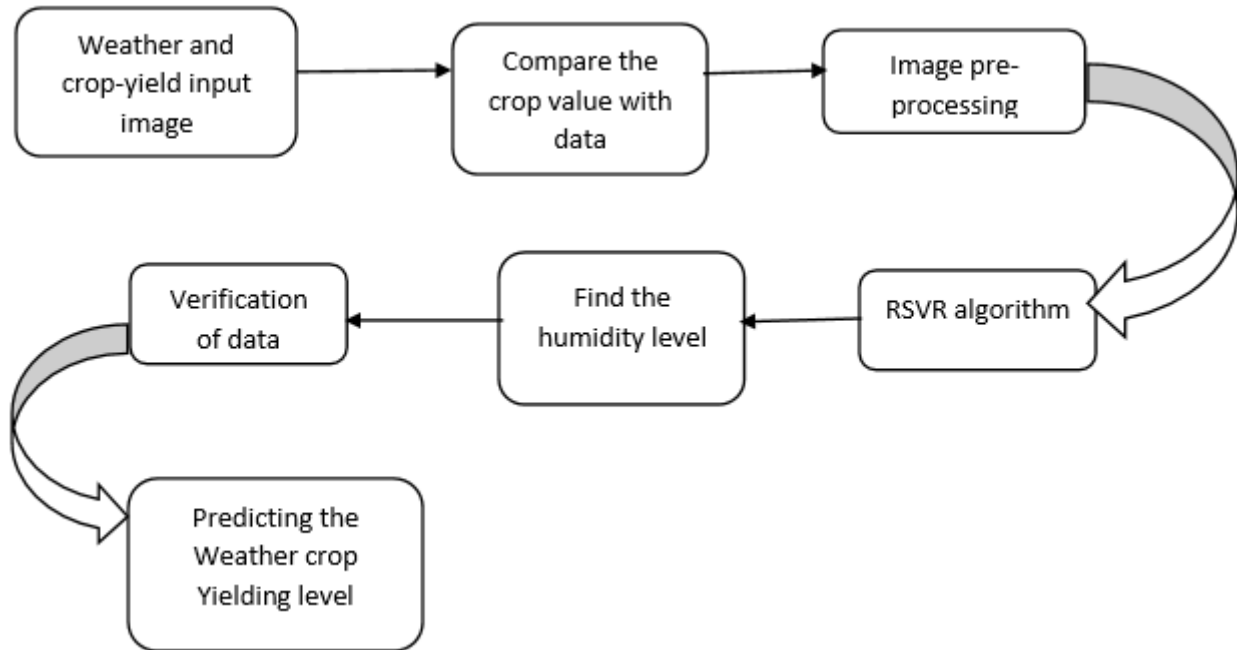 Weather and
crop-yield input
image
Compare the
crop value with
data
Image pre-
processing
RSVR algorithm
Find the
humidity level
Verification
of data
Predicting the
Weather crop
Yielding level